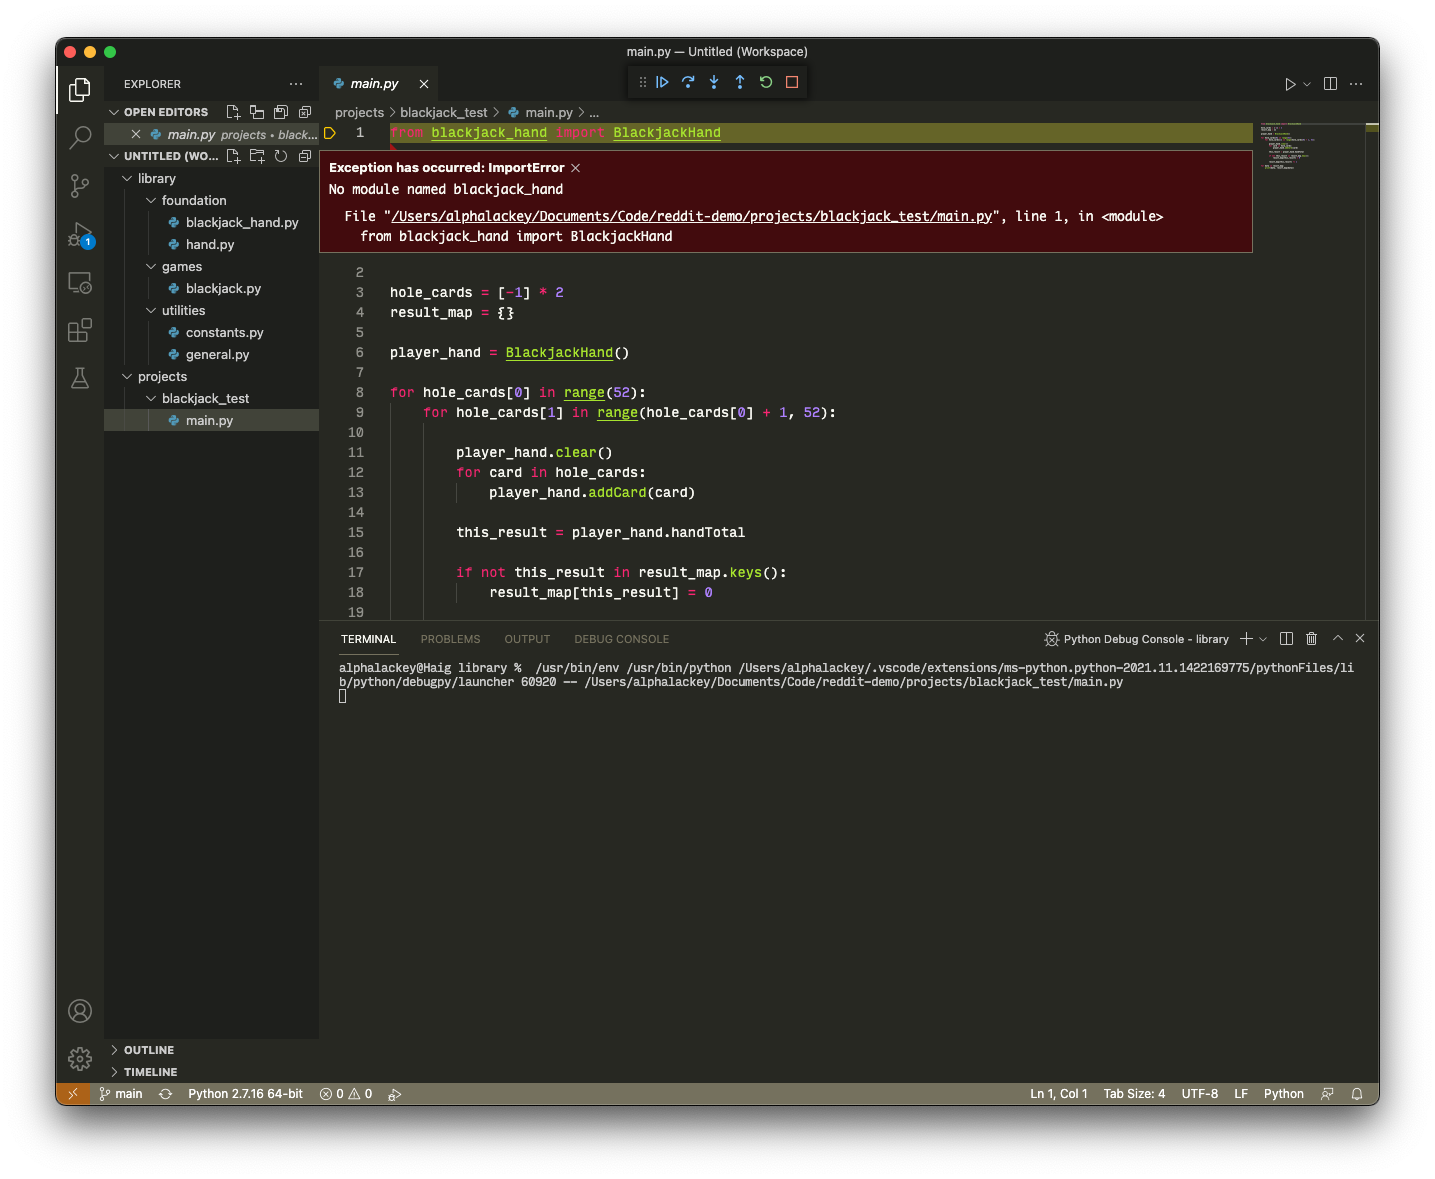 main.py — Untitled (Workspace)
EXPLORER
OPEN EDITORS
main.py projects • black...
UNTITLED (WO...
library
foundation
blackjack_hand.py
hand.py
games
blackjack.py
utilities
constants.py
general.py
projects
blackjack_test
main.py
OUTLINE
TIMELINE
main.py
projects > blackjack_test > main.py > ...
1 from blackjack_hand import BlackjackHand
Exception has occurred: ImportError
No module named blackjack_hand
File "/Users/alphalackey/Documents/Code/reddit-demo/projects/blackjack_test/main.py", line 1, in <module>
from blackjack_hand import BlackjackHand
2
3 hole_cards = [-1] * 2
4 result_map = {}
5
6 player_hand = BlackjackHand()
7
8 for hole_cards[0] in range(52):
9 for hole_cards[1] in range(hole_cards[0] + 1, 52):
10
11 player_hand.clear()
12 for card in hole_cards:
13 player_hand.addCard(card)
14
15 this_result = player_hand.handTotal
16
17 if not this_result in result_map.keys():
18 result_map[this_result] = 0
19
TERMINAL PROBLEMS OUTPUT DEBUG CONSOLE
Python Debug Console - library
alphalackey@Haig library % /usr/bin/env /usr/bin/python /Users/alphalackey/.vscode/extensions/ms-python.python-2021.11.1422169775/pythonFiles/li
b/python/debugpy/launcher 60920 -- /Users/alphalackey/Documents/Code/reddit-demo/projects/blackjack_test/main.py
1
main Python 2.7.16 64-bit 0 0 Ln 1, Col 1 Tab Size: 4 UTF-8 LF Python